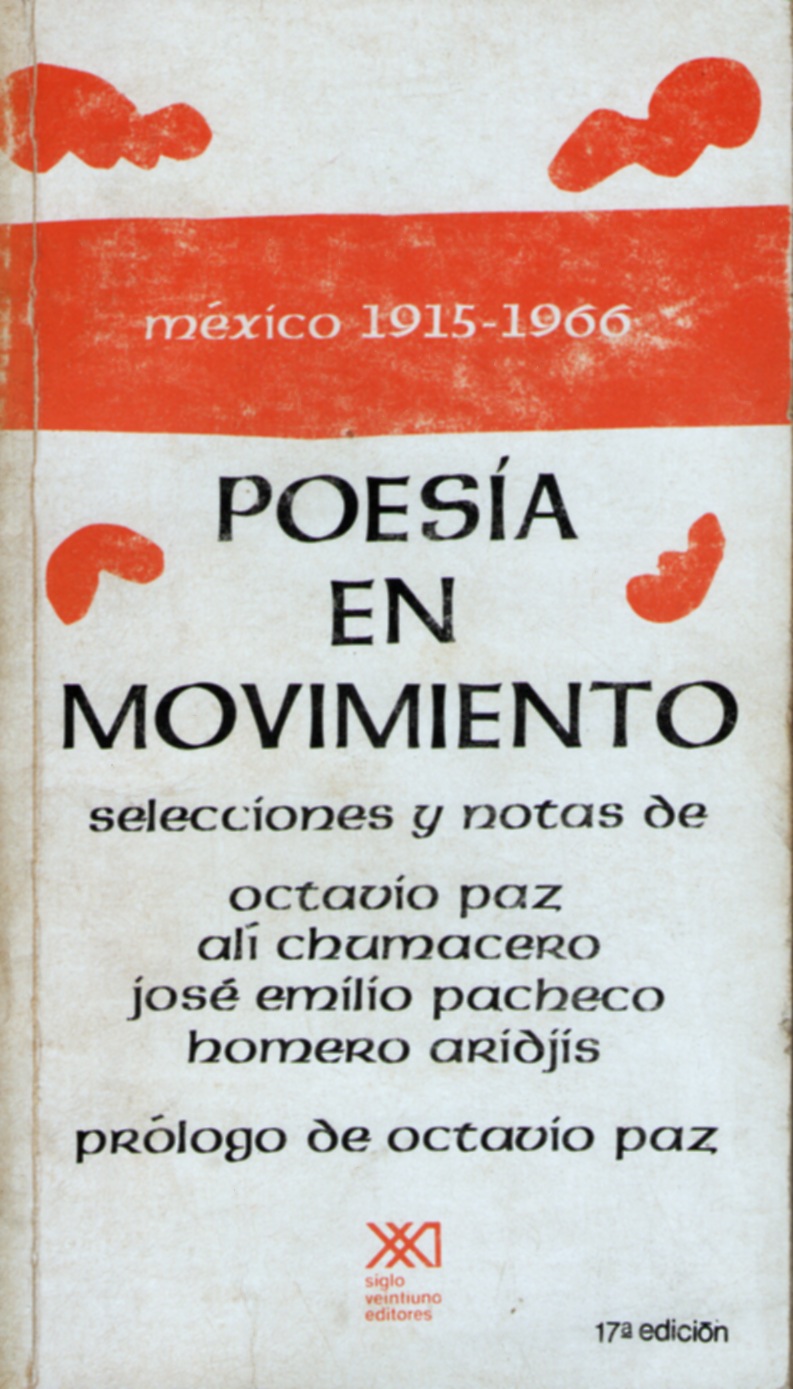 méxico 1915-1966
POESÍA
EN
MOVIMIENTO
selecciones y notas de
octavio paz
alí chumacero
josé emilio pacheco
homero aridjis
prólogo de octavio paz
XXI
siglo
veintiuno
editores
17ª edición